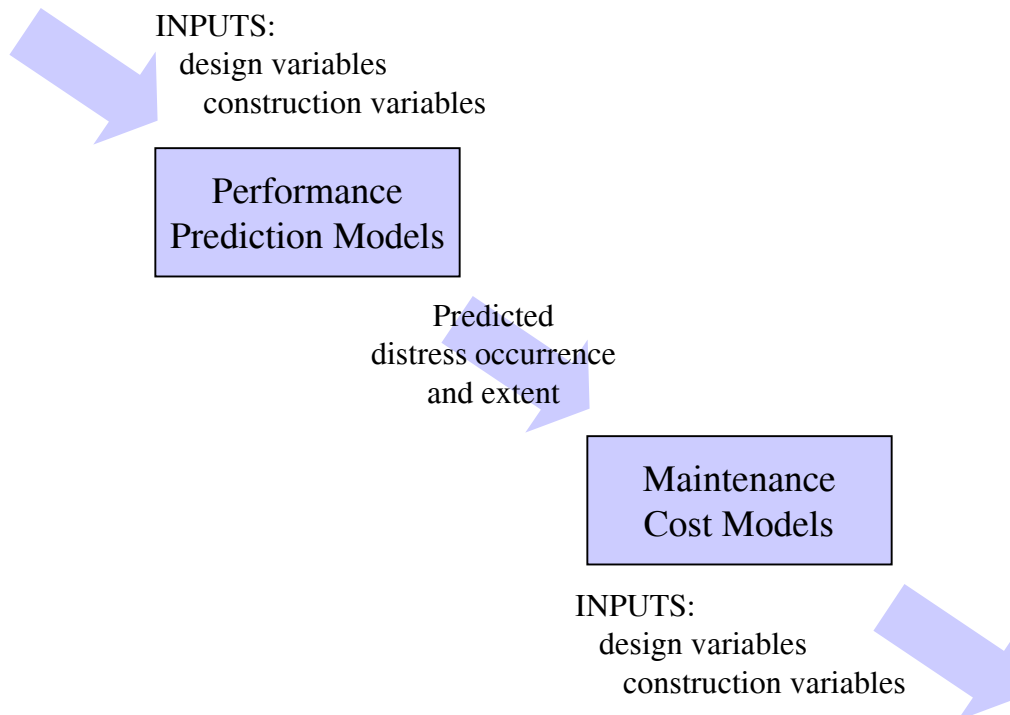 INPUTS:
design variables
construction variables
Performance
Prediction Models
Predicted
distress occurrence
and extent
Maintenance
Cost Models
INPUTS:
design variables
construction variables